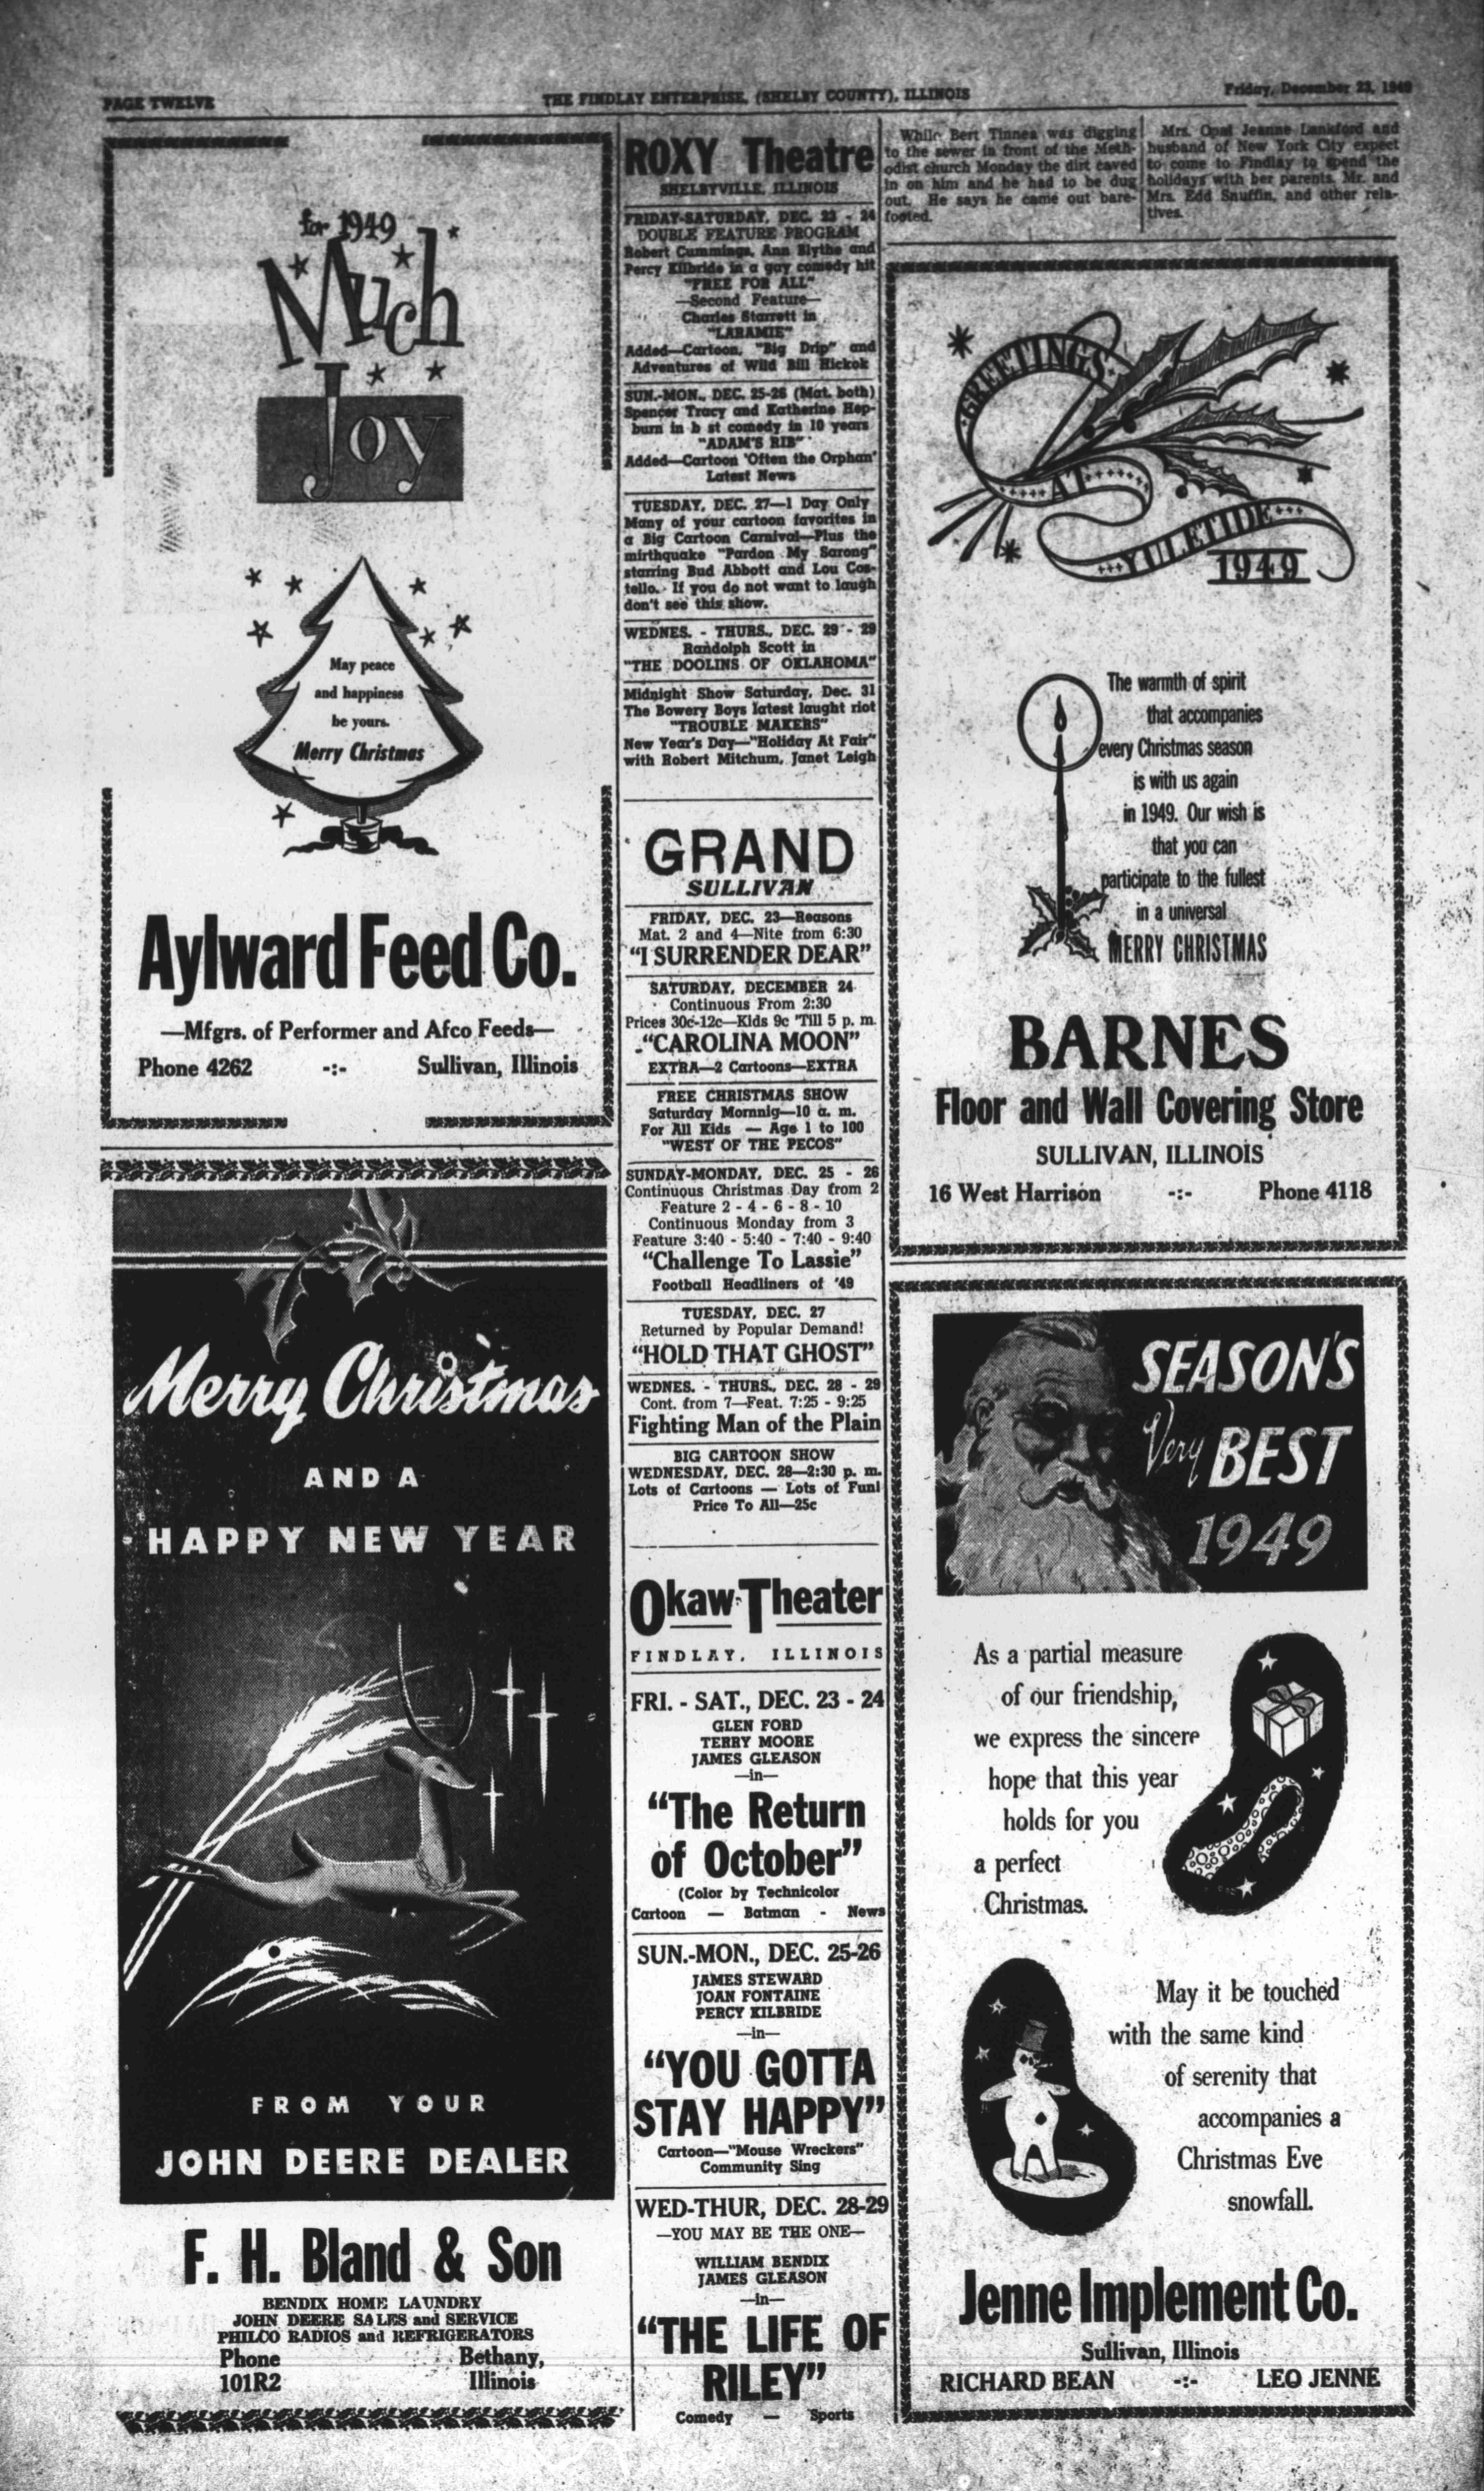 PAGE TWELVE
THE FINDLAY ENTERPRISE, (SHELBY COUNTY), ILLINOIS
Friday, December 23, 1949
for 1949
Much
Joy
May peace
and happiness
be yours.
Merry Christmas
Aylward Feed Co.
—Mfgrs. of Performer and Afco Feeds—
Phone 4262 -:- Sullivan, Illinois
Merry Christmas
AND A
HAPPY NEW YEAR
FROM YOUR
JOHN DEERE DEALER
F. H. Bland & Son
BENDIX HOME LAUNDRY
JOHN DEERE SALES and SERVICE
PHILCO RADIOS and REFRIGERATORS
Phone Bethany,
101R2 Illinois
ROXY Theatre
SHELBYVILLE, ILLINOIS
FRIDAY-SATURDAY, DEC. 23 - 24
DOUBLE FEATURE PROGRAM
Robert Cummings, Ann Blythe and
Percy Kilbride in a gay comedy hit
"FREE FOR ALL"
—Second Feature—
Charles Starrett in
"LARAMIE"
Added—Cartoon, "Big Drip" and
Adventures of Wild Bill Hickok
SUN.-MON., DEC. 25-26 (Mat. both)
Spencer Tracy and Katherine Hep-
burn in b st comedy in 10 years
"ADAM'S RIB"
Added—Cartoon 'Often the Orphan'
Latest News
TUESDAY, DEC. 27—1 Day Only
Many of your cartoon favorites in
a Big Cartoon Carnival—Plus the
mirthquake "Pardon My Sarong"
starring Bud Abbott and Lou Cos-
tello. If you do not want to laugh
don't see this show.
WEDNES. - THURS., DEC. 29 - 29
Randolph Scott in
"THE DOOLINS OF OKLAHOMA"
Midnight Show Saturday, Dec. 31
The Bowery Boys latest laught riot
"TROUBLE MAKERS"
New Year's Day—"Holiday At Fair"
with Robert Mitchum, Janet Leigh
GRAND
SULLIVAN
FRIDAY, DEC. 23—Reasons
Mat. 2 and 4—Nite from 6:30
"I SURRENDER DEAR"
SATURDAY, DECEMBER 24
Continuous From 2:30
Prices 30c-12c—Kids 9c 'Till 5 p. m.
"CAROLINA MOON"
EXTRA—2 Cartoons—EXTRA
FREE CHRISTMAS SHOW
Saturday Mornnig—10 a. m.
For All Kids — Age 1 to 100
"WEST OF THE PECOS"
SUNDAY-MONDAY, DEC. 25 - 26
Continuous Christmas Day from 2
Feature 2 - 4 - 6 - 8 - 10
Continuous Monday from 3
Feature 3:40 - 5:40 - 7:40 - 9:40
"Challenge To Lassie"
Football Headliners of '49
TUESDAY, DEC. 27
Returned by Popular Demand!
"HOLD THAT GHOST"
WEDNES. - THURS., DEC. 28 - 29
Cont. from 7—Feat. 7:25 - 9:25
Fighting Man of the Plain
BIG CARTOON SHOW
WEDNESDAY, DEC. 28—2:30 p. m.
Lots of Cartoons — Lots of Fun!
Price To All—25c
Okaw Theater
FINDLAY, ILLINOIS
FRI. - SAT., DEC. 23 - 24
GLEN FORD
TERRY MOORE
JAMES GLEASON
—in—
"The Return
of October"
(Color by Technicolor
Cartoon — Batman - News
SUN.-MON., DEC. 25-26
JAMES STEWARD
JOAN FONTAINE
PERCY KILBRIDE
—in—
"YOU GOTTA
STAY HAPPY"
Cartoon—"Mouse Wreckers"
Community Sing
WED-THUR, DEC. 28-29
—YOU MAY BE THE ONE—
WILLIAM BENDIX
JAMES GLEASON
—in—
"THE LIFE OF
RILEY"
Comedy — Sports
While Bert Tinnea was digging
to the sewer in front of the Meth-
odist church Monday the dirt caved
in on him and he had to be dug
out. He says he came out bare-
footed.
Mrs. Opal Jeanne Lankford and
husband of New York City expect
to come to Findlay to spend the
holidays with her parents, Mr. and
Mrs. Edd Snuffin, and other rela-
tives.
GREETINGS
AT
YULETIDE
1949
The warmth of spirit
that accompanies
every Christmas season
is with us again
in 1949. Our wish is
that you can
participate to the fullest
in a universal
MERRY CHRISTMAS
BARNES
Floor and Wall Covering Store
SULLIVAN, ILLINOIS
16 West Harrison -:- Phone 4118
SEASON'S
Very BEST
1949
As a partial measure
of our friendship,
we express the sincere
hope that this year
holds for you
a perfect
Christmas.
May it be touched
with the same kind
of serenity that
accompanies a
Christmas Eve
snowfall.
Jenne Implement Co.
Sullivan, Illinois
RICHARD BEAN -:- LEO JENNE